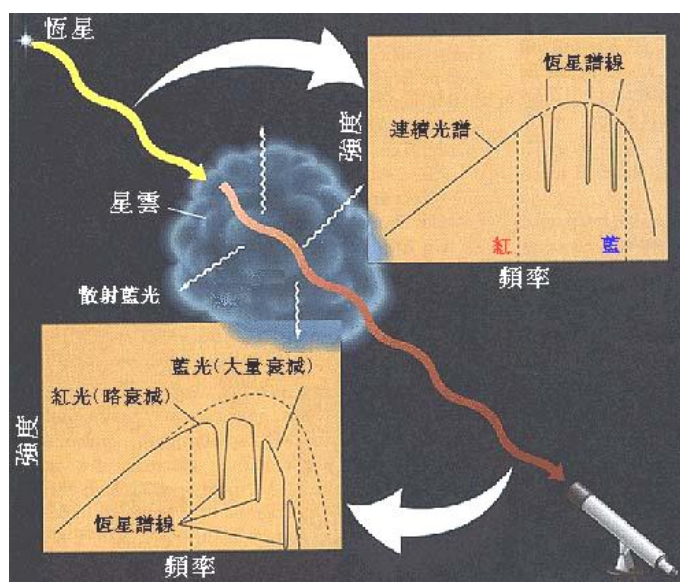 恆星
恆星譜線
連續光譜
強度
紅
藍
頻率
星雲
散射藍光
藍光(大量衰減)
紅光(略衰減)
強度
恆星譜線
頻率